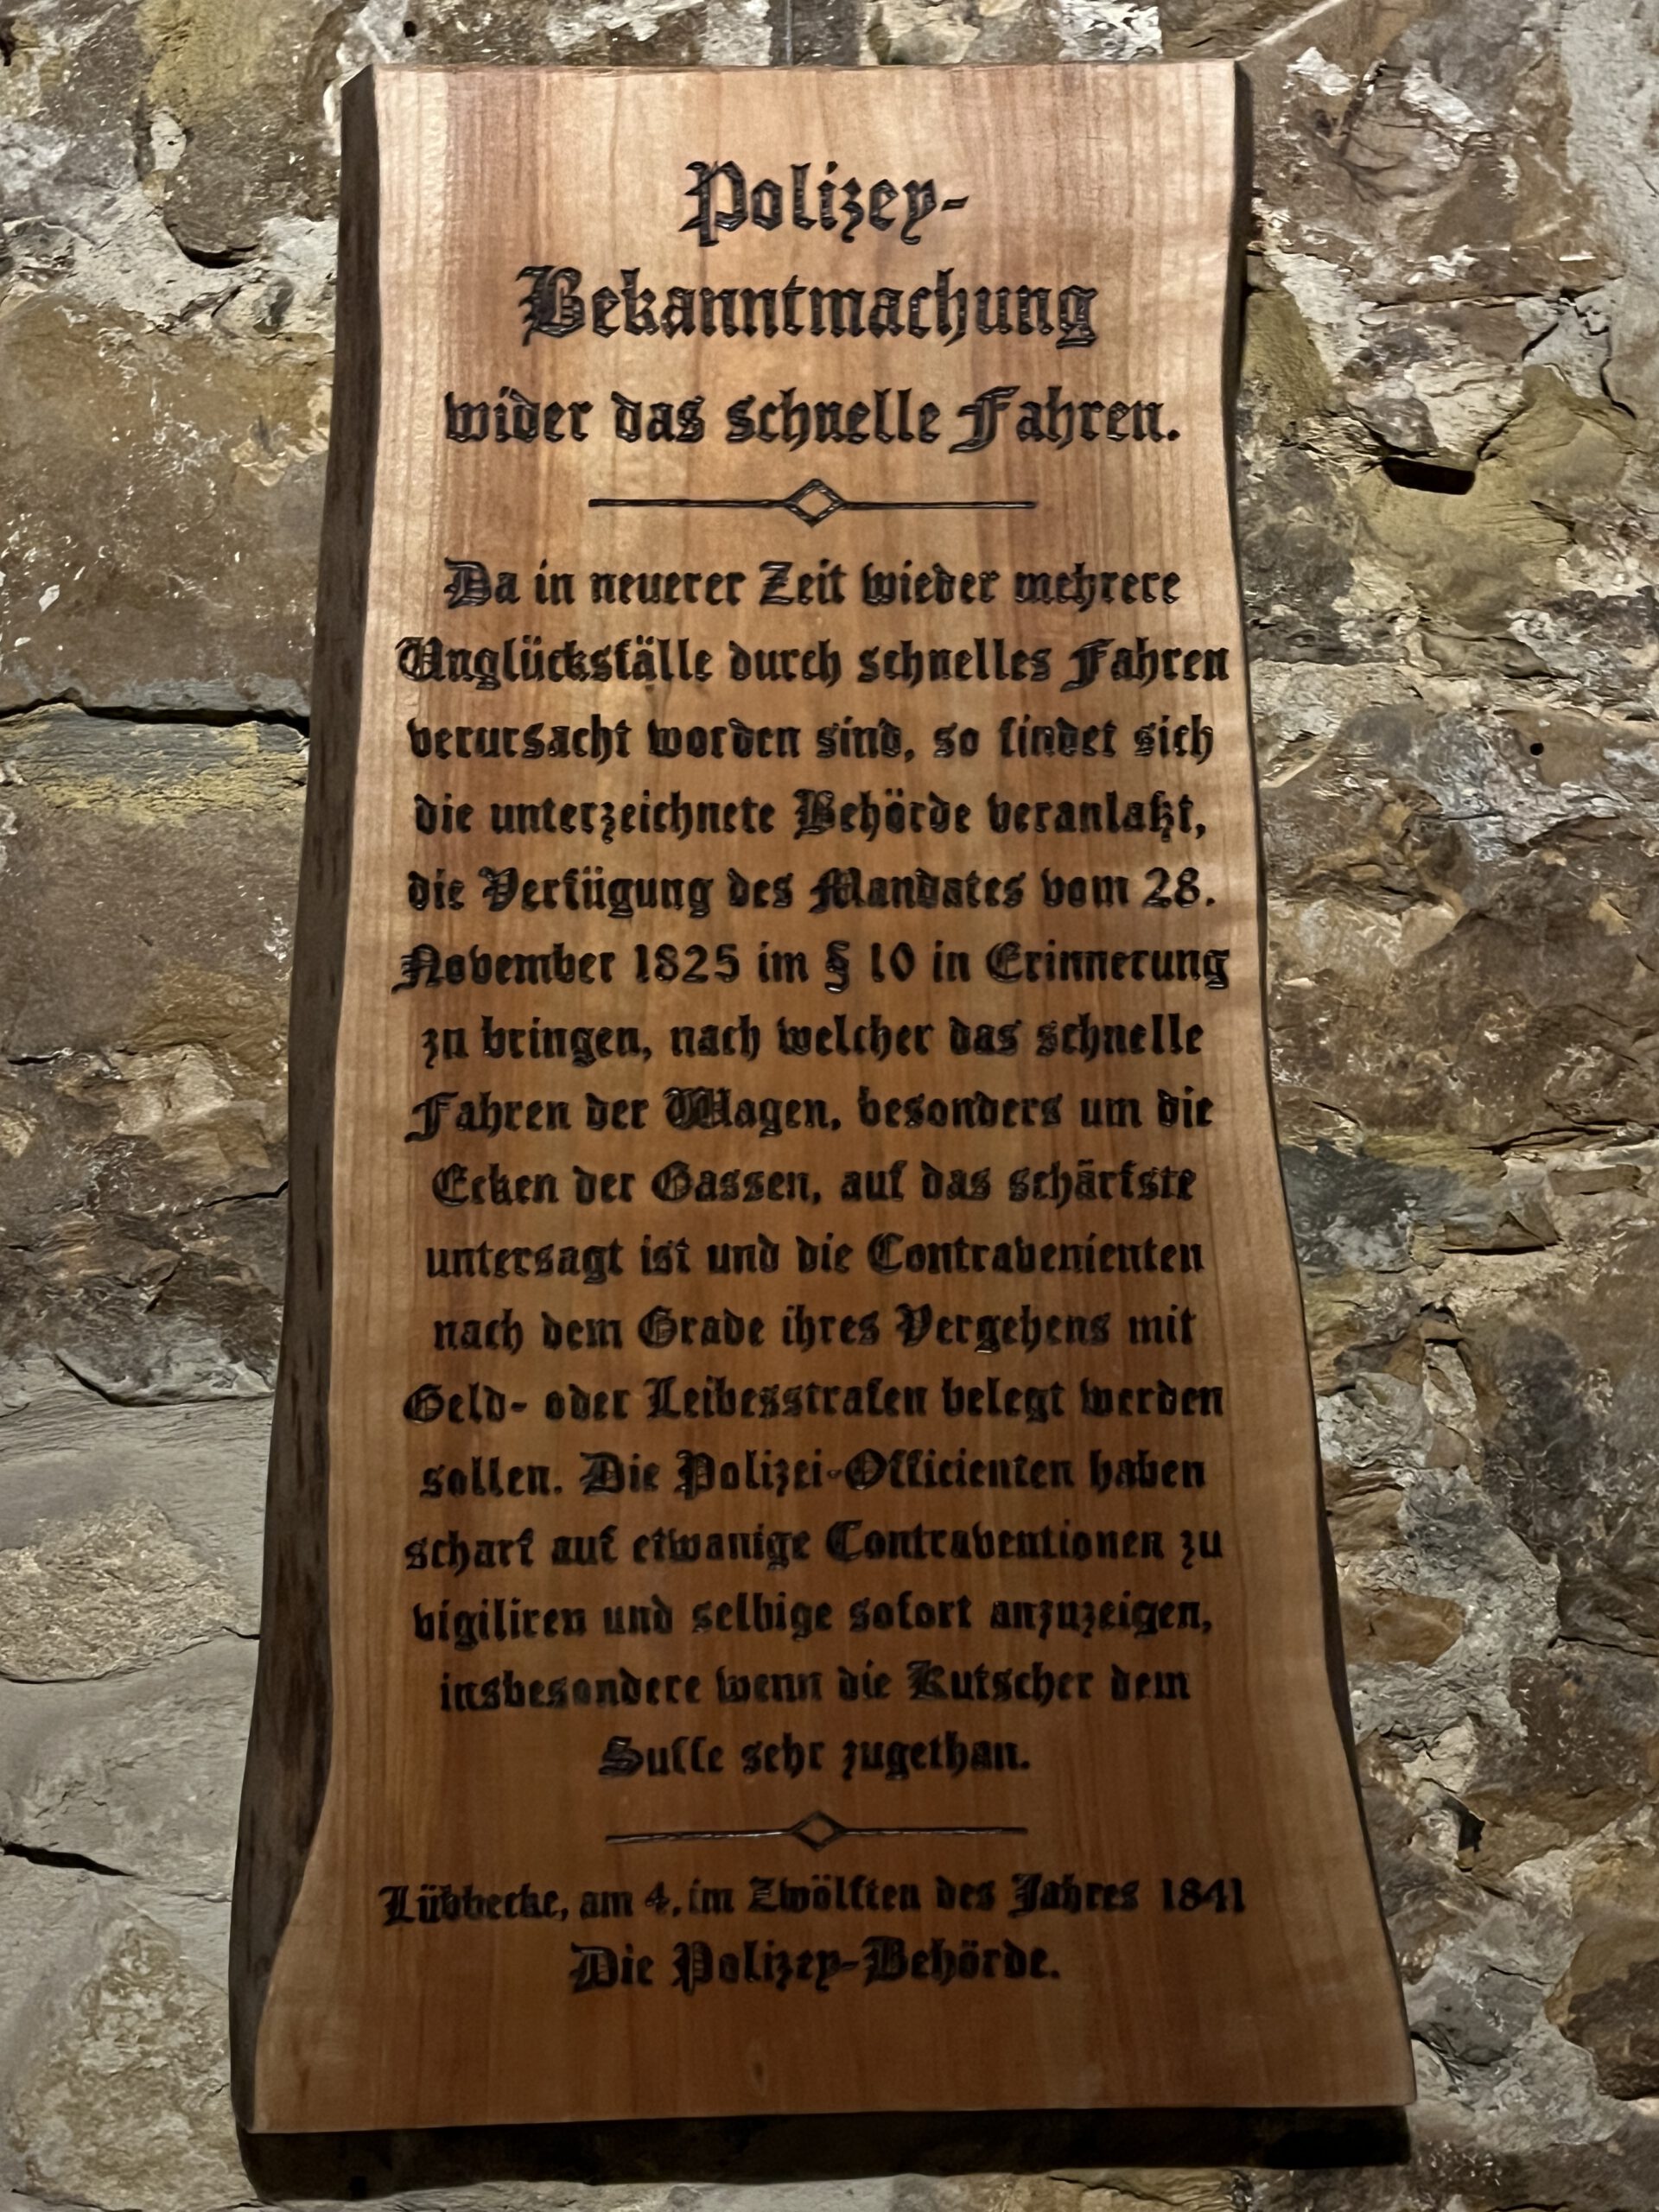 Polizey-
Bekanntmachung
wider das schnelle Fahren.
Da in neuerer Zeit wieder mehrere
Unglücksfälle durch schnelles Fahren
verursacht worden sind, so findet sich
die unterzeichnete Behörde veranlaßt,
die Verfügung des Mandates vom 28.
November 1825 im § 10 in Erinnerung
zu bringen, nach welcher das schnelle
Fahren der Wagen, besonders um die
Ecken der Gassen, auf das schärfste
untersagt ist und die Contravenienten
nach dem Grade ihres Vergehens mit
Geld- oder Leibesstrafen belegt werden
sollen. Die Polizei-Officienten haben
scharf auf etwanige Contraventionen zu
vigiliren und selbige sofort anzuzeigen,
insbesondere wenn die Kutscher dem
Suffe sehr zugethan.
Lübbecke, am 4. im Zwölften des Jahres 1841
Die Polizey-Behörde.